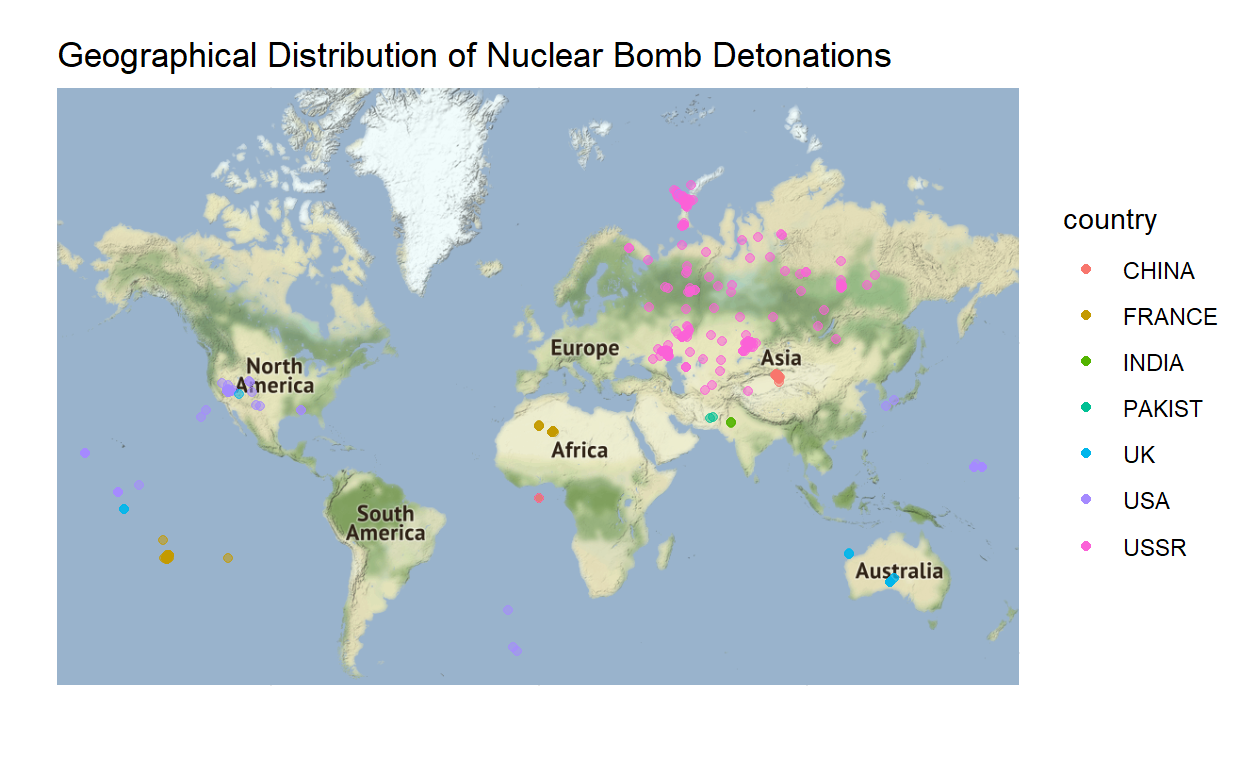 Geographical Distribution of Nuclear Bomb Detonations
North
America
Europe
Asia
Africa
South
America
Australia
country
CHINA
FRANCE
INDIA
PAKIST
UK
USA
USSR